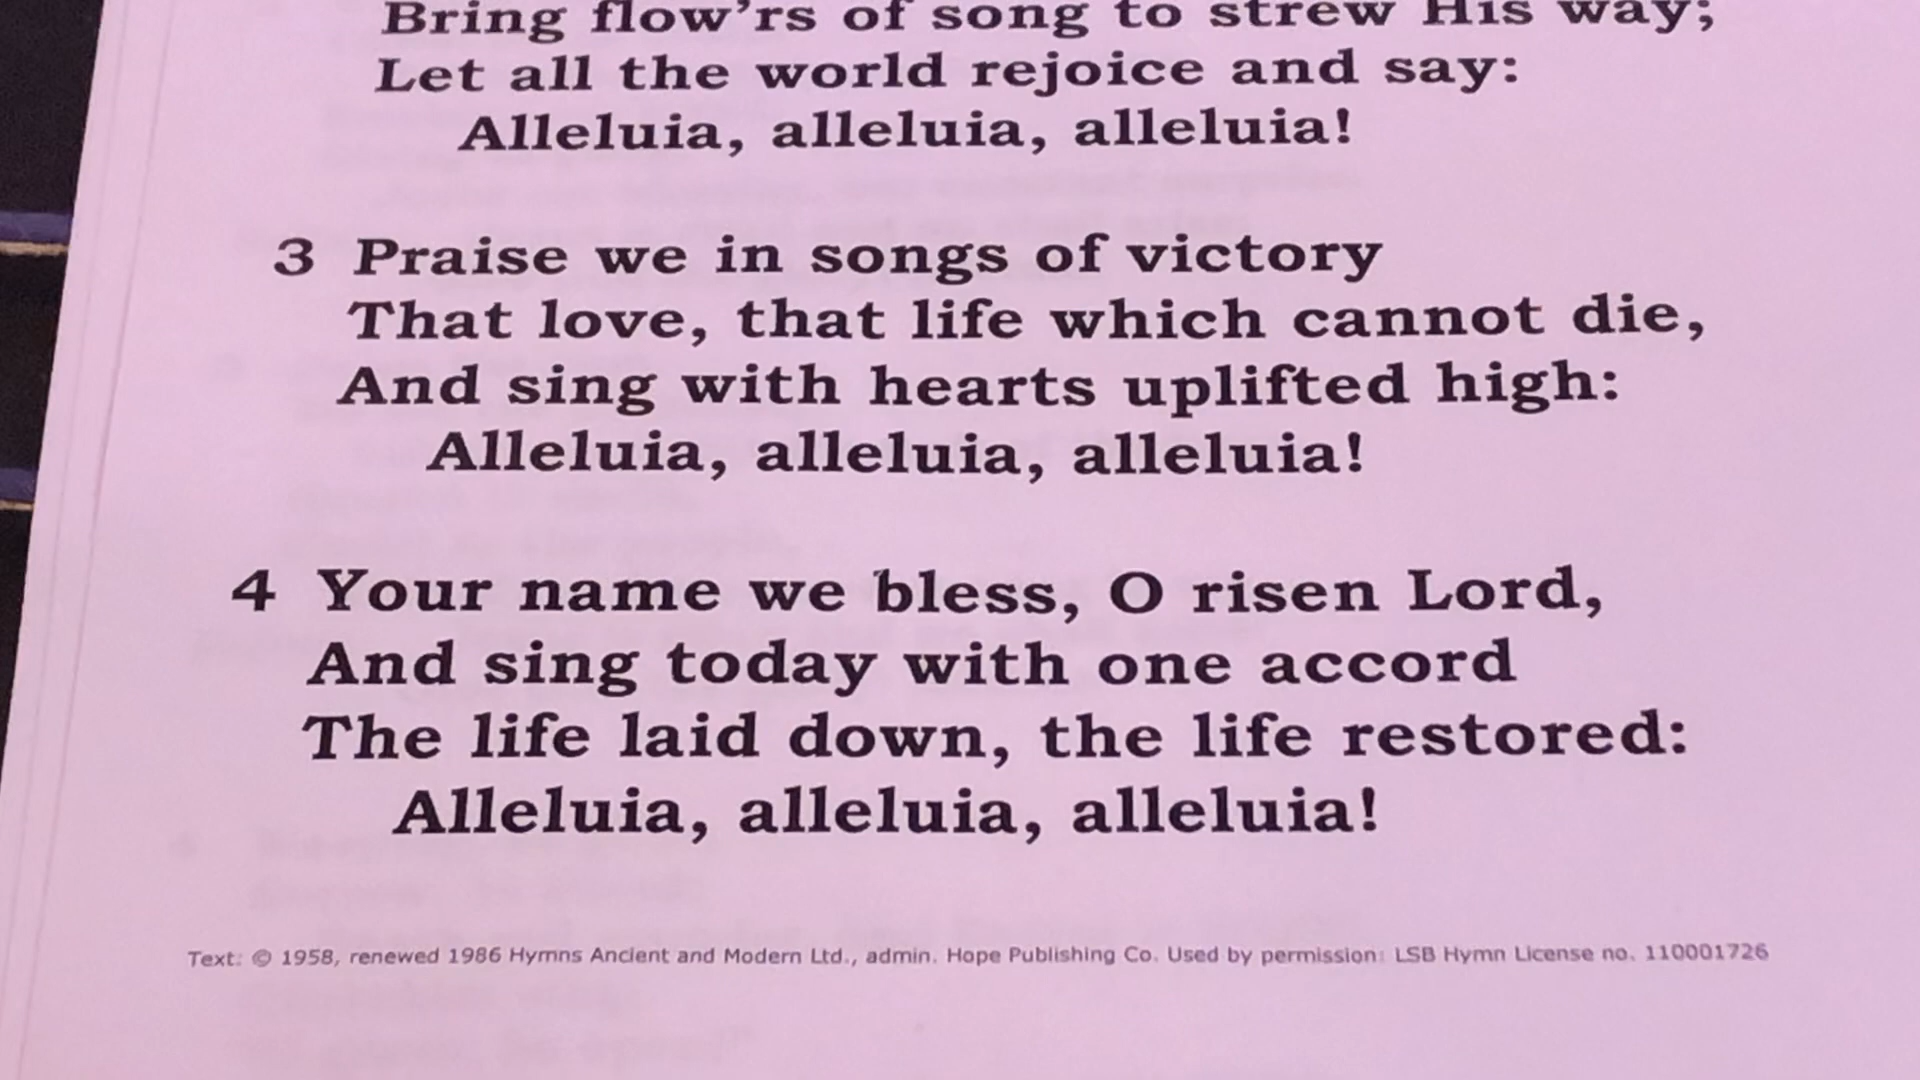 Bring flow'rs of song to strew His way;
Let all the world rejoice and say:
Alleluia, alleluia, alleluia!
3 Praise we in songs of victory
That love, that life which cannot die,
And sing with hearts uplifted high:
Alleluia, alleluia, alleluia!
4 Your name we bless, O risen Lord,
And sing today with one accord
The life laid down, the life restored:
Alleluia, alleluia, alleluia!
Text: © 1958, renewed 1986 Hymns Ancient and Modern Ltd., admin. Hope Publishing Co. Used by permission: LSB Hymn License no. 110001726